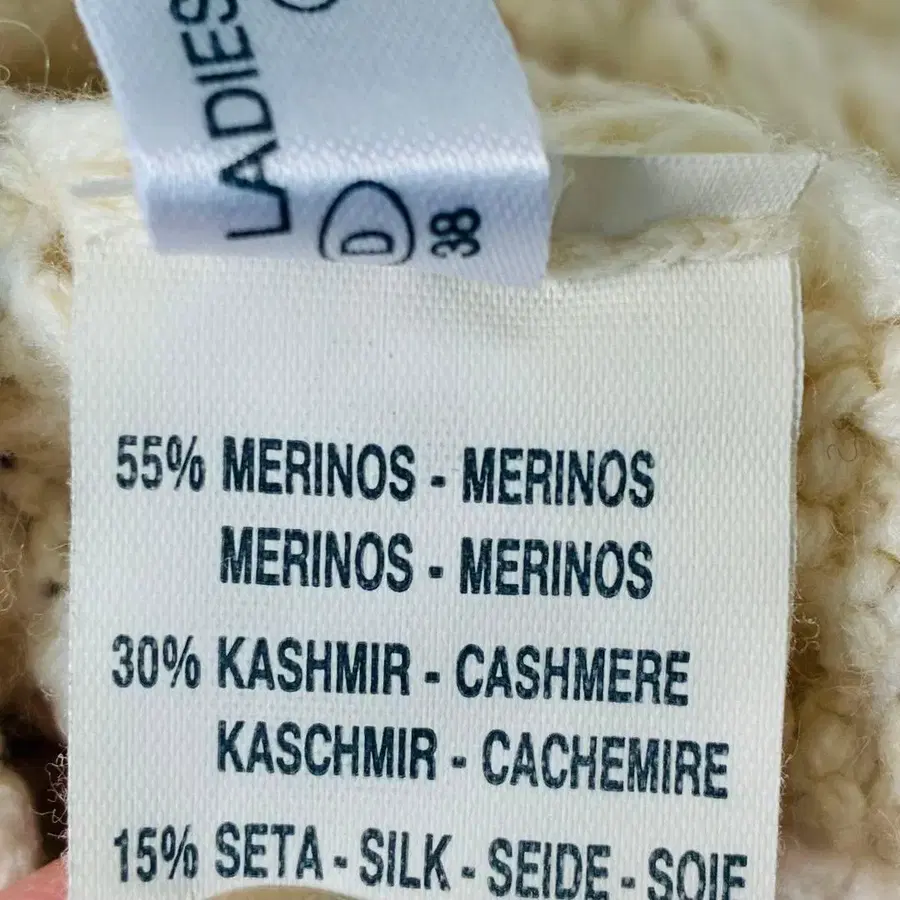 LADIES
D 38
55% MERINOS - MERINOS
MERINOS - MERINOS
30% KASHMIR - CASHMERE
KASCHMIR - CACHEMIRE
15% SETA - SILK - SEIDE - SOIE